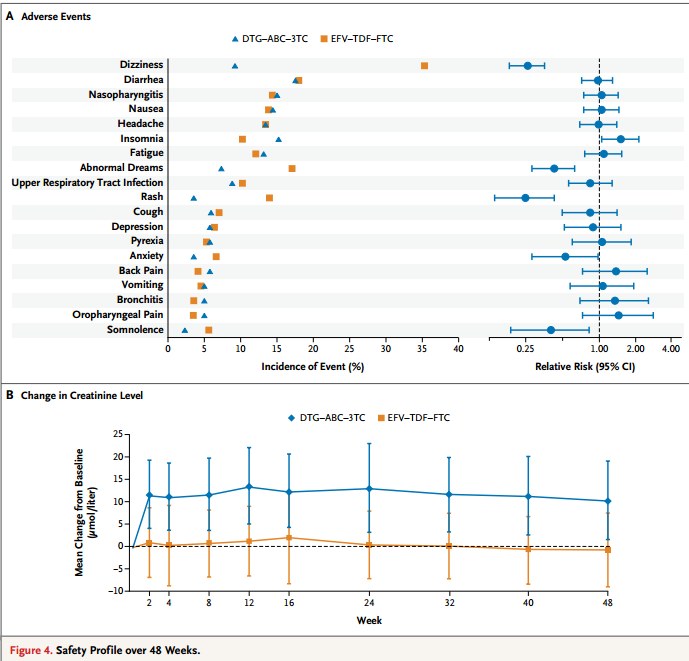 A Adverse Events
DTG–ABC–3TC EFV–TDF–FTC
Dizziness
Diarrhea
Nasopharyngitis
Nausea
Headache
Insomnia
Fatigue
Abnormal Dreams
Upper Respiratory Tract Infection
Rash
Cough
Depression
Pyrexia
Anxiety
Back Pain
Vomiting
Bronchitis
Oropharyngeal Pain
Somnolence
0 5 10 15 20 25 30 35 40 0.25 1.00 2.00 4.00
Incidence of Event (%) Relative Risk (95% CI)
B Change in Creatinine Level
DTG–ABC–3TC EFV–TDF–FTC
Mean Change from Baseline
(μmol/liter)
25
20
15
10
5
0
−5
−10
2 4 8 12 16 24 32 40 48
Week
Figure 4. Safety Profile over 48 Weeks.